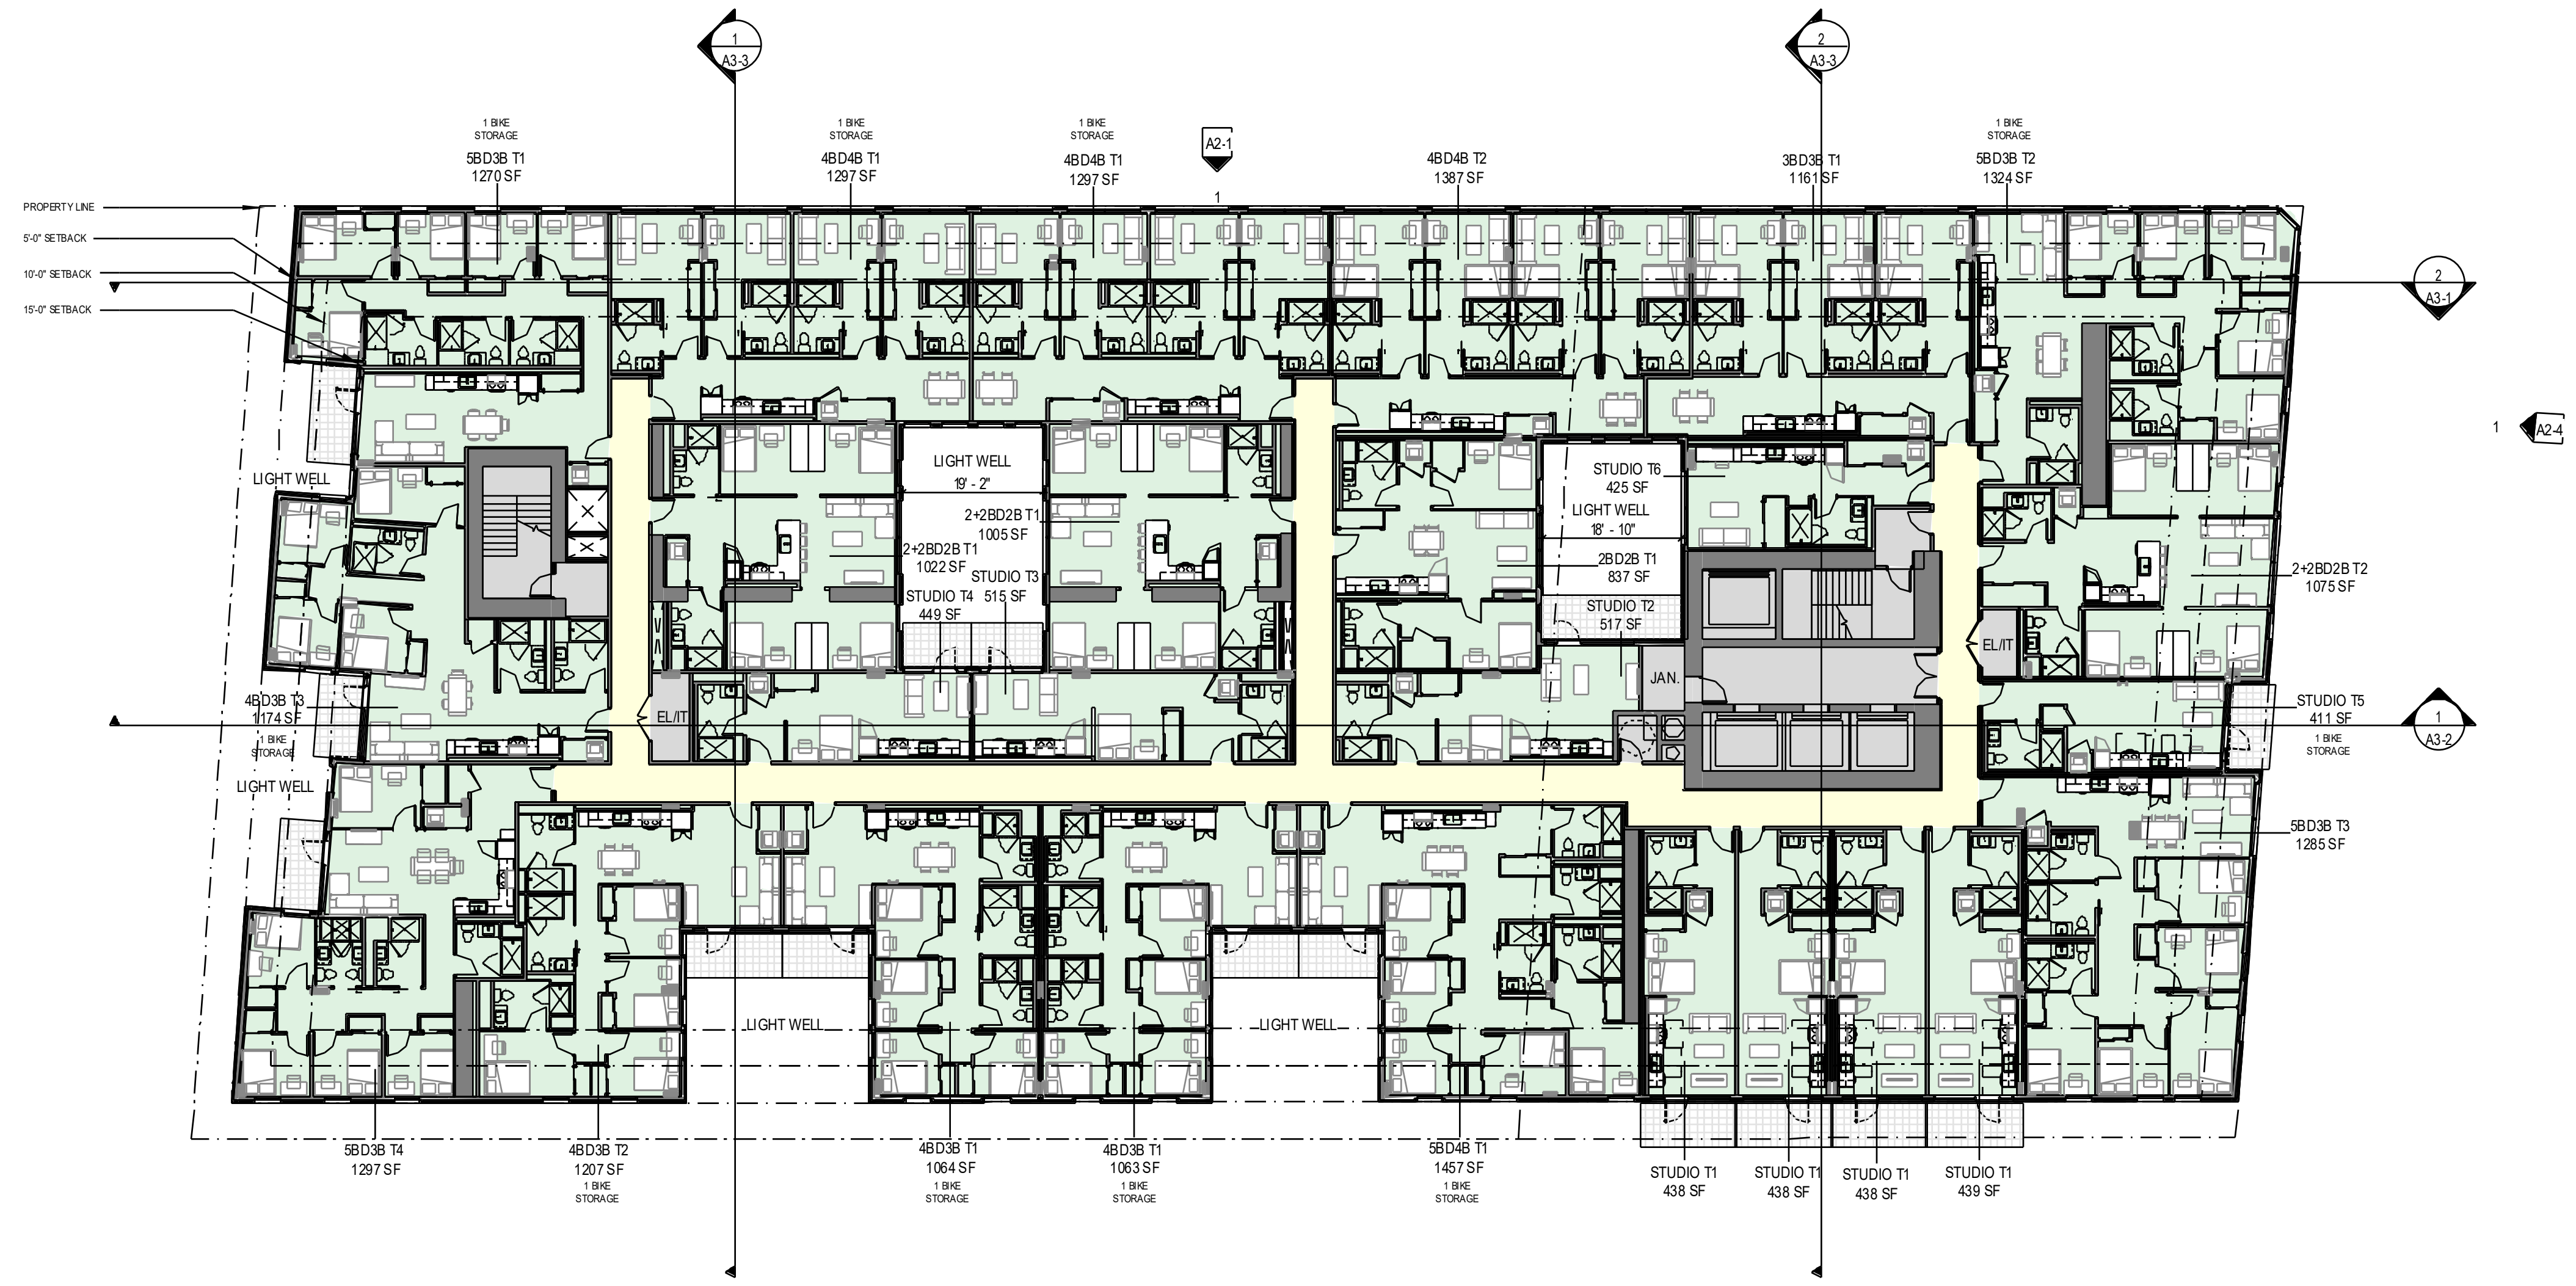 1
A3-3
2
A3-3
1 BIKE
STORAGE
5BD3B T1
1270 SF
1 BIKE
STORAGE
4BD4B T1
1297 SF
1 BIKE
STORAGE
4BD4B T1
1297 SF
A2-1
1
4BD4B T2
1387 SF
3BD3B T1
1161 SF
1 BIKE
STORAGE
5BD3B T2
1324 SF
PROPERTY LINE
5'-0" SETBACK
10'-0" SETBACK
15'-0" SETBACK
2
A3-1
1
A2-4
LIGHT WELL
LIGHT WELL
19' - 2"
2+2BD2B T1
1005 SF
2+2BD2B T1
1022 SF
STUDIO T3
515 SF
STUDIO T4
449 SF
STUDIO T6
425 SF
LIGHT WELL
18' - 10"
2BD2B T1
837 SF
STUDIO T2
517 SF
2+2BD2B T2
1075 SF
EL/IT
JAN.
4BD3B T3
1174 SF
1 BIKE
STORAGE
EL/IT
STUDIO T5
411 SF
1 BIKE
STORAGE
1
A3-2
LIGHT WELL
5BD3B T3
1285 SF
LIGHT WELL
LIGHT WELL
5BD3B T4
1297 SF
4BD3B T2
1207 SF
1 BIKE
STORAGE
4BD3B T1
1064 SF
1 BIKE
STORAGE
4BD3B T1
1063 SF
1 BIKE
STORAGE
5BD4B T1
1457 SF
1 BIKE
STORAGE
STUDIO T1
438 SF
STUDIO T1
438 SF
STUDIO T1
438 SF
STUDIO T1
439 SF